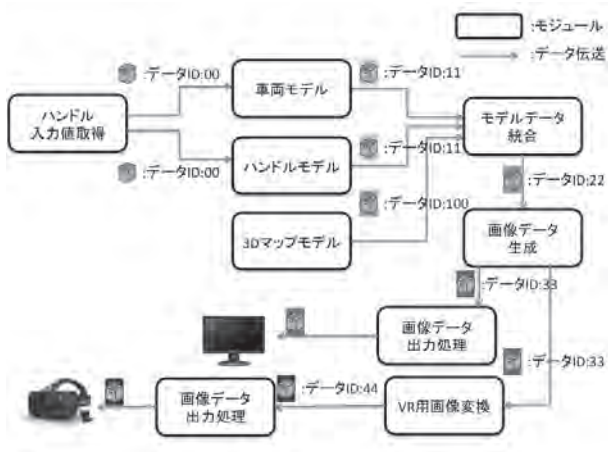 :モジュール
:データ伝送
:データID:00
車両モデル
:データID:11
ハンドル
入力値取得
モデルデータ
統合
:データID:00
ハンドルモデル
:データID:11
:データID:22
:データID:100
3Dマップモデル
画像データ
生成
:データID:33
画像データ
出力処理
:データID:33
:データID:44
画像データ
出力処理
VR用画像変換